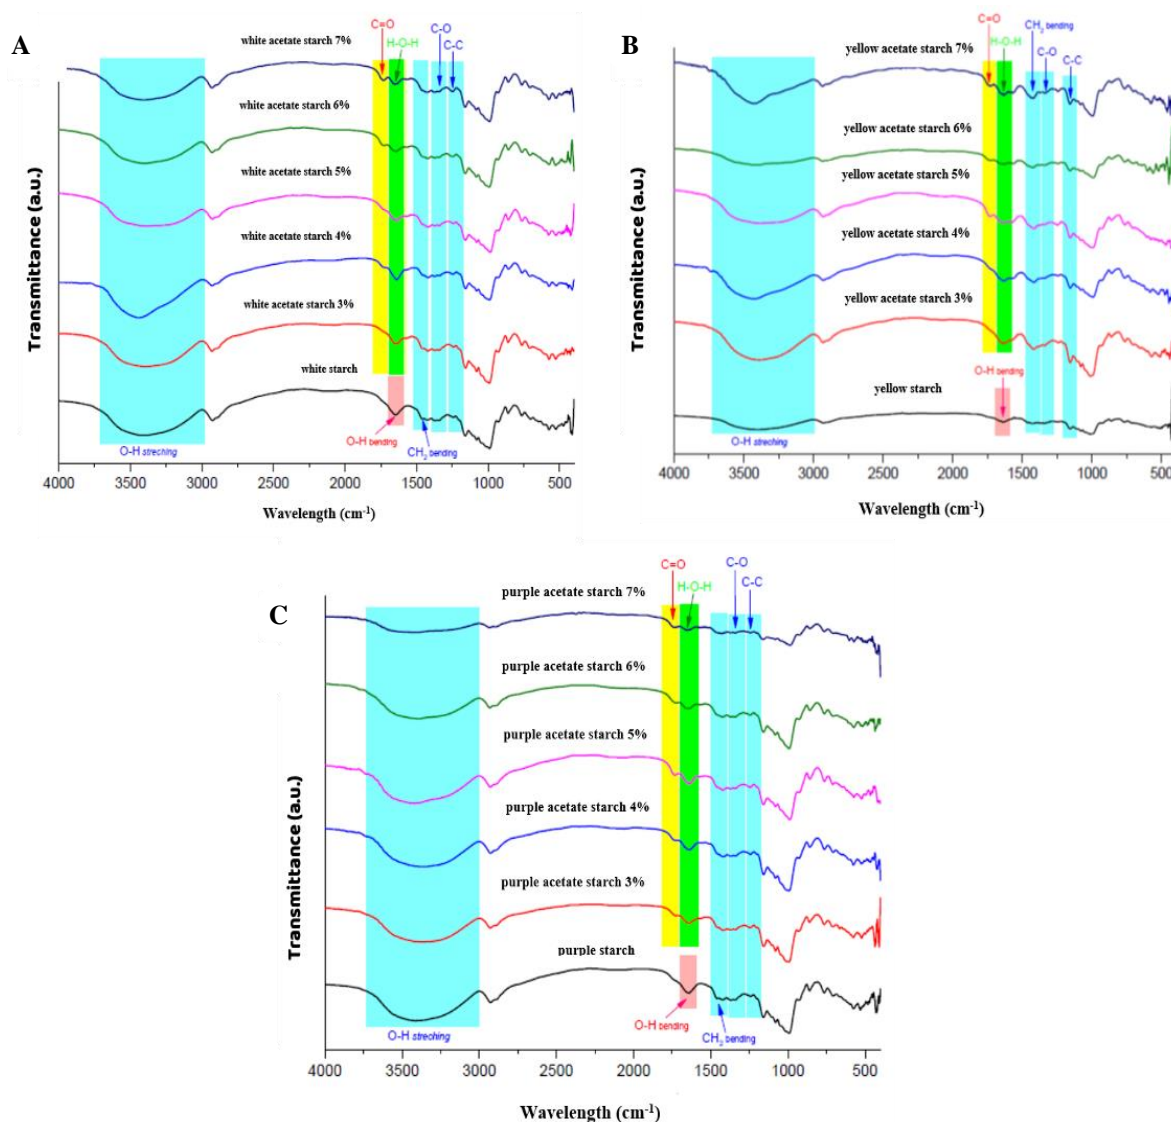 A
C=O
H-O-H
C-O
C-C
white acetate starch 7%
white acetate starch 6%
white acetate starch 5%
white acetate starch 4%
white acetate starch 3%
white starch
O-H streching
O-H bending
CH2 bending
Transmittance (a.u.)
4000 3500 3000 2500 2000 1500 1000 500
Wavelength (cm-1)
B
C=O
H-O-H
CH2 bending
C-O
C-C
yellow acetate starch 7%
yellow acetate starch 6%
yellow acetate starch 5%
yellow acetate starch 4%
yellow acetate starch 3%
O-H bending
yellow starch
O-H streching
Transmittance (a.u.)
4000 3500 3000 2500 2000 1500 1000 500
Wavelength (cm-1)
C
C=O
H-O-H
C-O
C-C
purple acetate starch 7%
purple acetate starch 6%
purple acetate starch 5%
purple acetate starch 4%
purple acetate starch 3%
purple starch
O-H streching
O-H bending
CH2 bending
Transmittance (a.u.)
4000 3500 3000 2500 2000 1500 1000 500
Wavelength (cm-1)